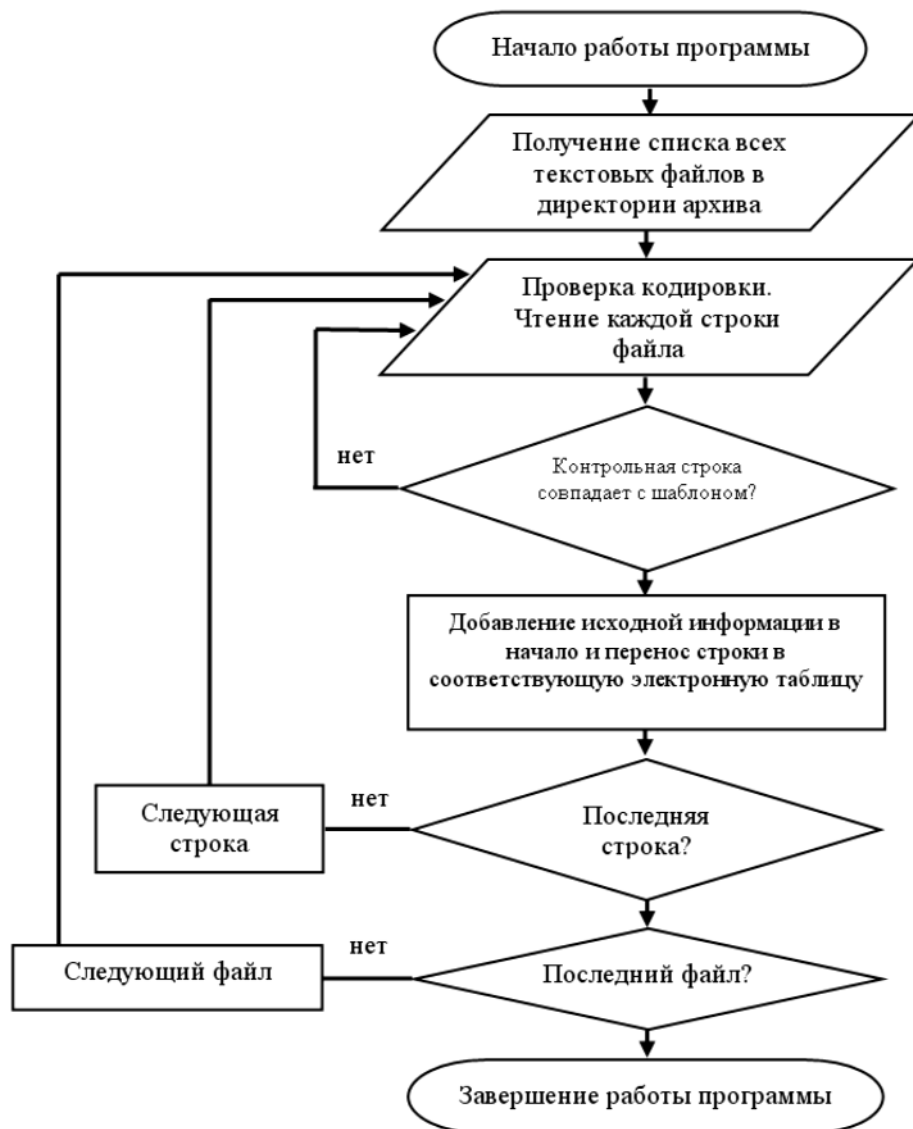 Начало работы программы
Получение списка всех
текстовых файлов в
директории архива
Проверка кодировки.
Чтение каждой строки
файла
нет
Контрольная строка
совпадает с шаблоном?
Добавление исходной информации в
начало и перенос строки в
соответствующую электронную таблицу
Следующая
строка
нет
Последняя
строка?
Следующий файл
нет
Последний файл?
Завершение работы программы